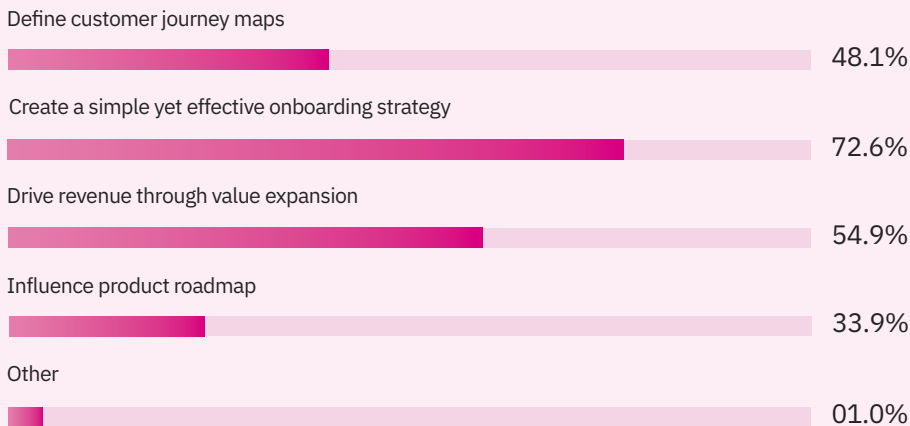 Define customer journey maps
48.1%
Create a simple yet effective onboarding strategy
72.6%
Drive revenue through value expansion
54.9%
Influence product roadmap
33.9%
Other
01.0%